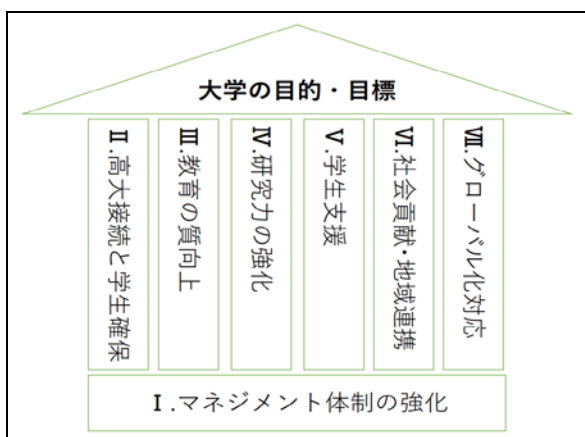 大学の目的・目標
Ⅱ.高大接続と学生確保
Ⅲ.教育の質向上
Ⅳ.研究力の強化
Ⅴ.学生支援
Ⅵ.社会貢献・地域連携
Ⅶ.グローバル化対応
Ⅰ.マネジメント体制の強化